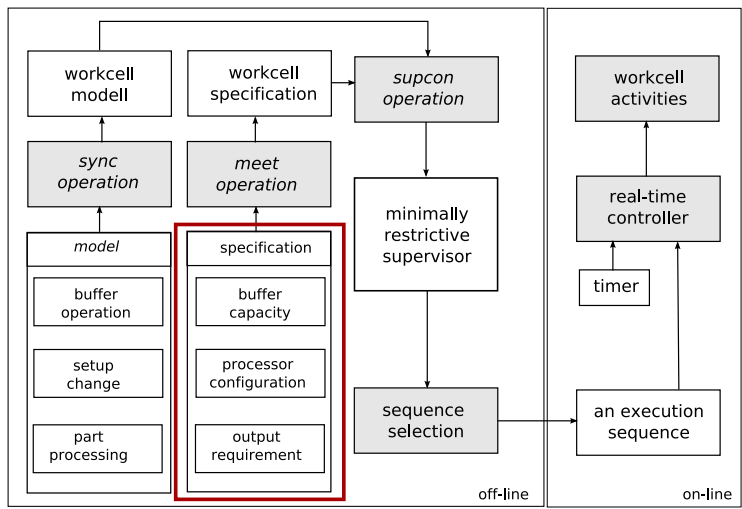 workcell
modell
workcell
specification
supcon
operation
sync
operation
meet
operation
model
buffer
operation
setup
change
part
processing
specification
buffer
capacity
processor
configuration
output
requirement
minimally
restrictive
supervisor
sequence
selection
off-line
workcell
activities
real-time
controller
timer
an execution
sequence
on-line